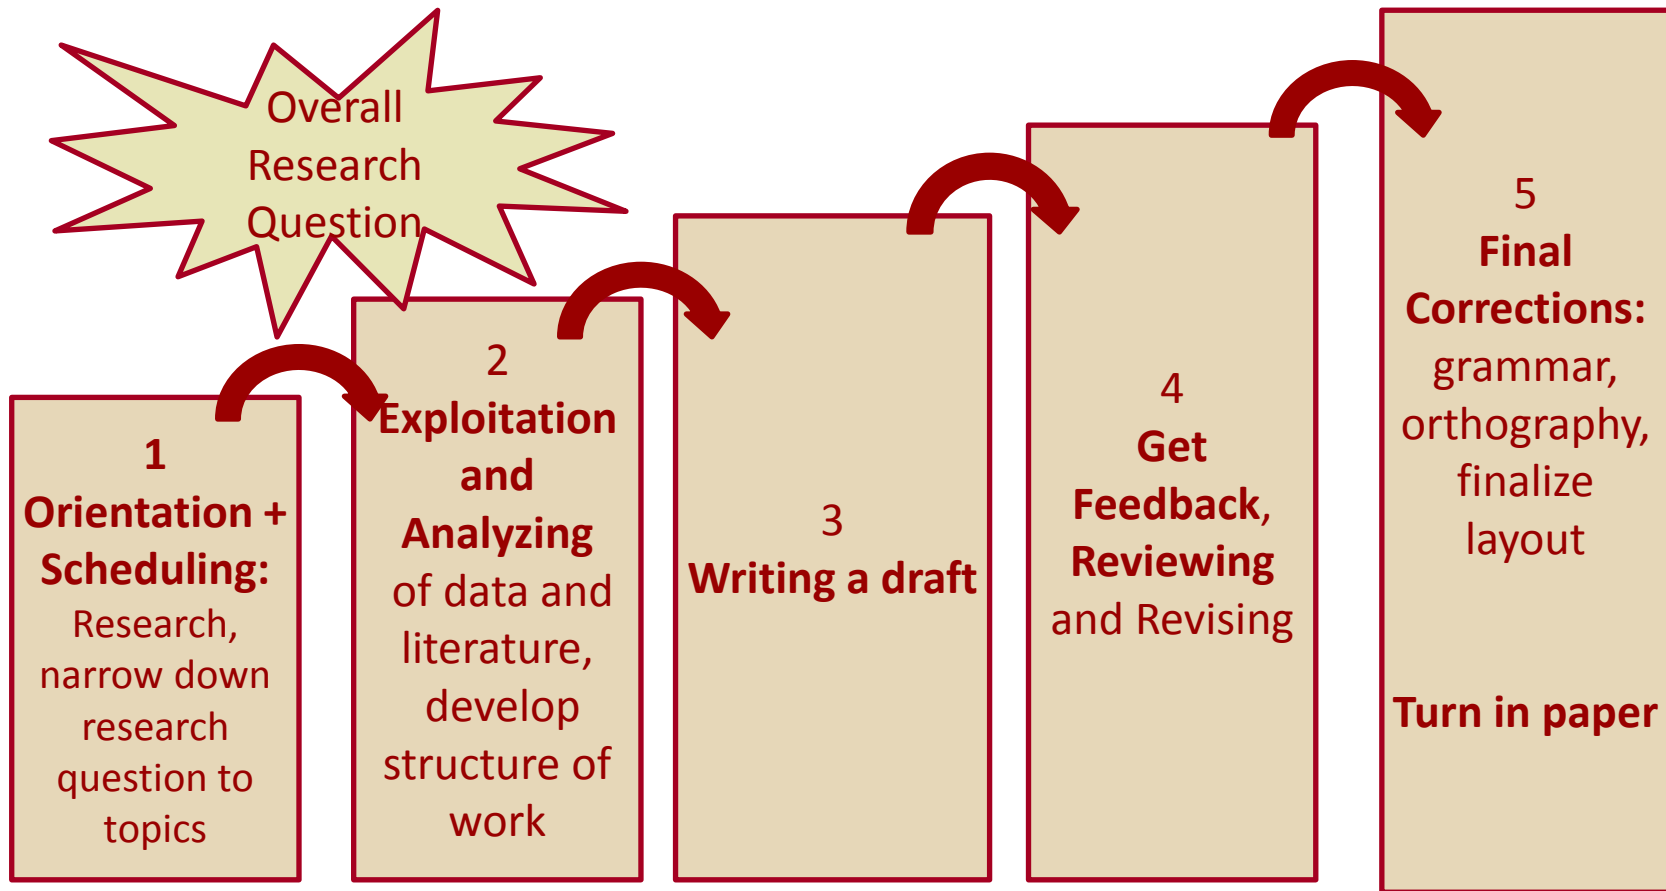 Overall
Research
Question
1
Orientation +
Scheduling:
Research,
narrow down
research
question to
topics
2
Exploitation
and
Analyzing
of data and
literature,
develop
structure of
work
3
Writing a draft
4
Get
Feedback,
Reviewing
and Revising
5
Final
Corrections:
grammar,
orthography,
finalize
layout
Turn in paper